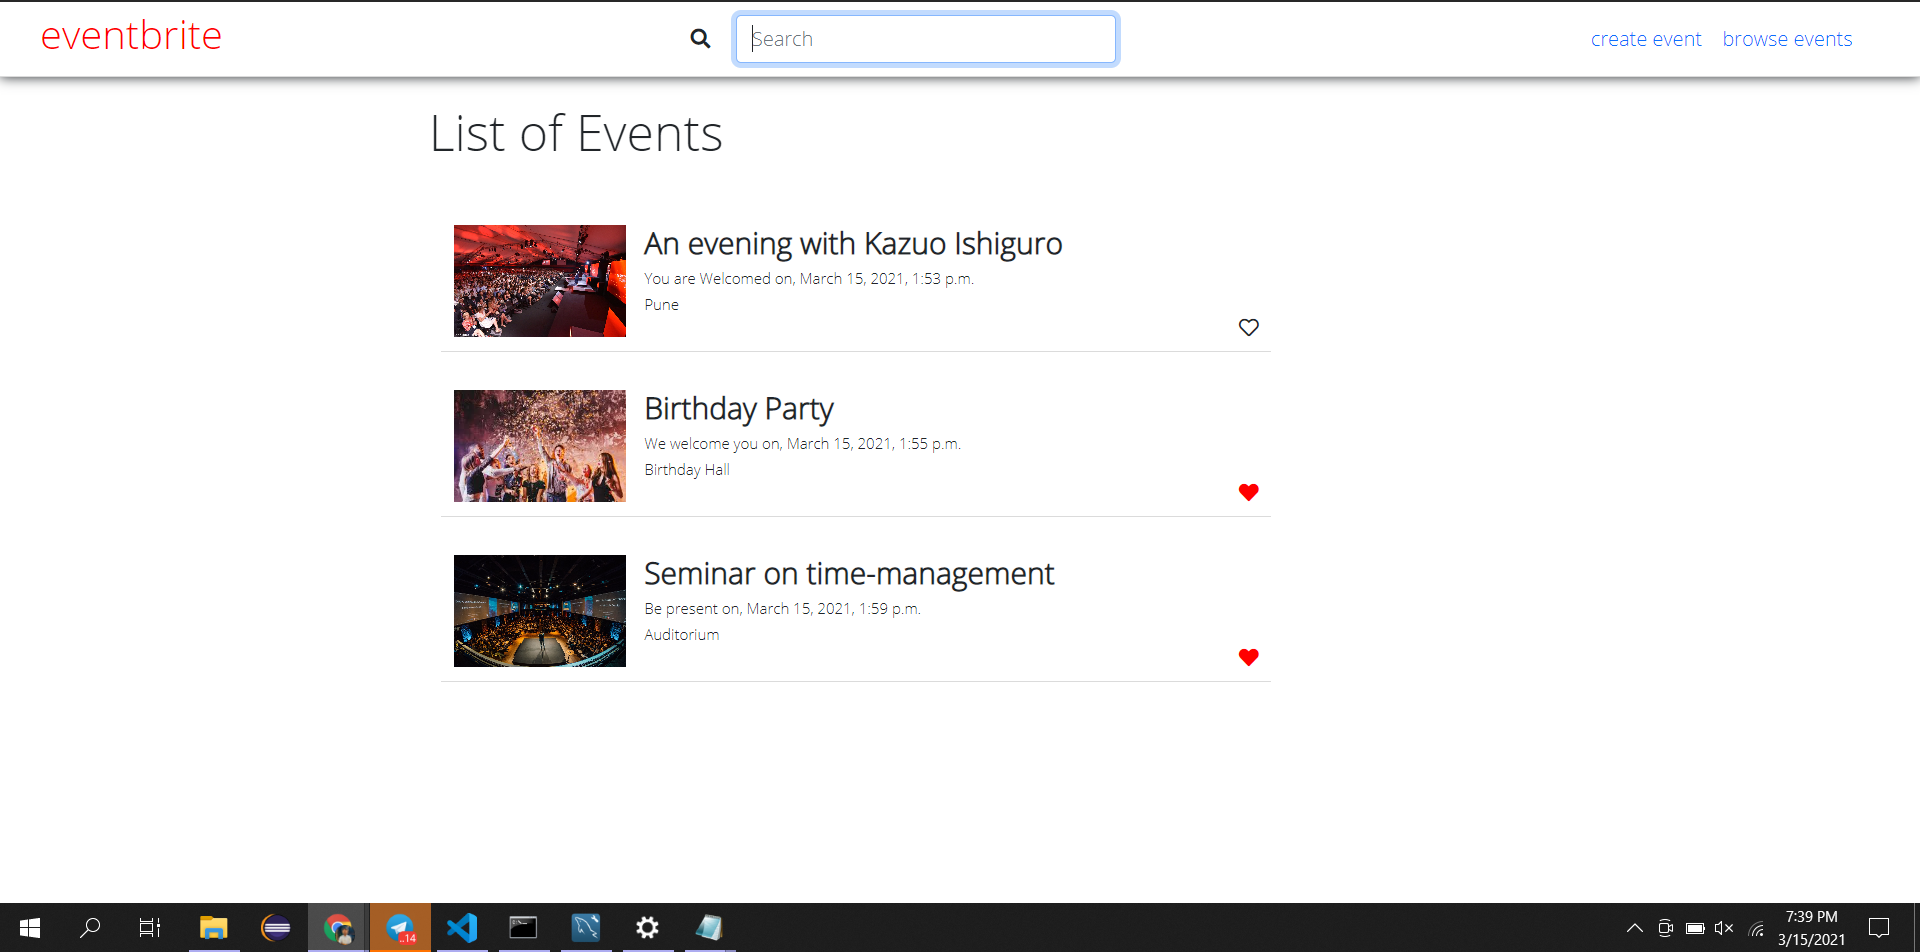 eventbrite
Search
create event
browse events
List of Events
An evening with Kazuo Ishiguro
You are Welcomed on, March 15, 2021, 1:53 p.m.
Pune
Birthday Party
We welcome you on, March 15, 2021, 1:55 p.m.
Birthday Hall
Seminar on time-management
Be present on, March 15, 2021, 1:59 p.m.
Auditorium
..14
7:39 PM
3/15/2021